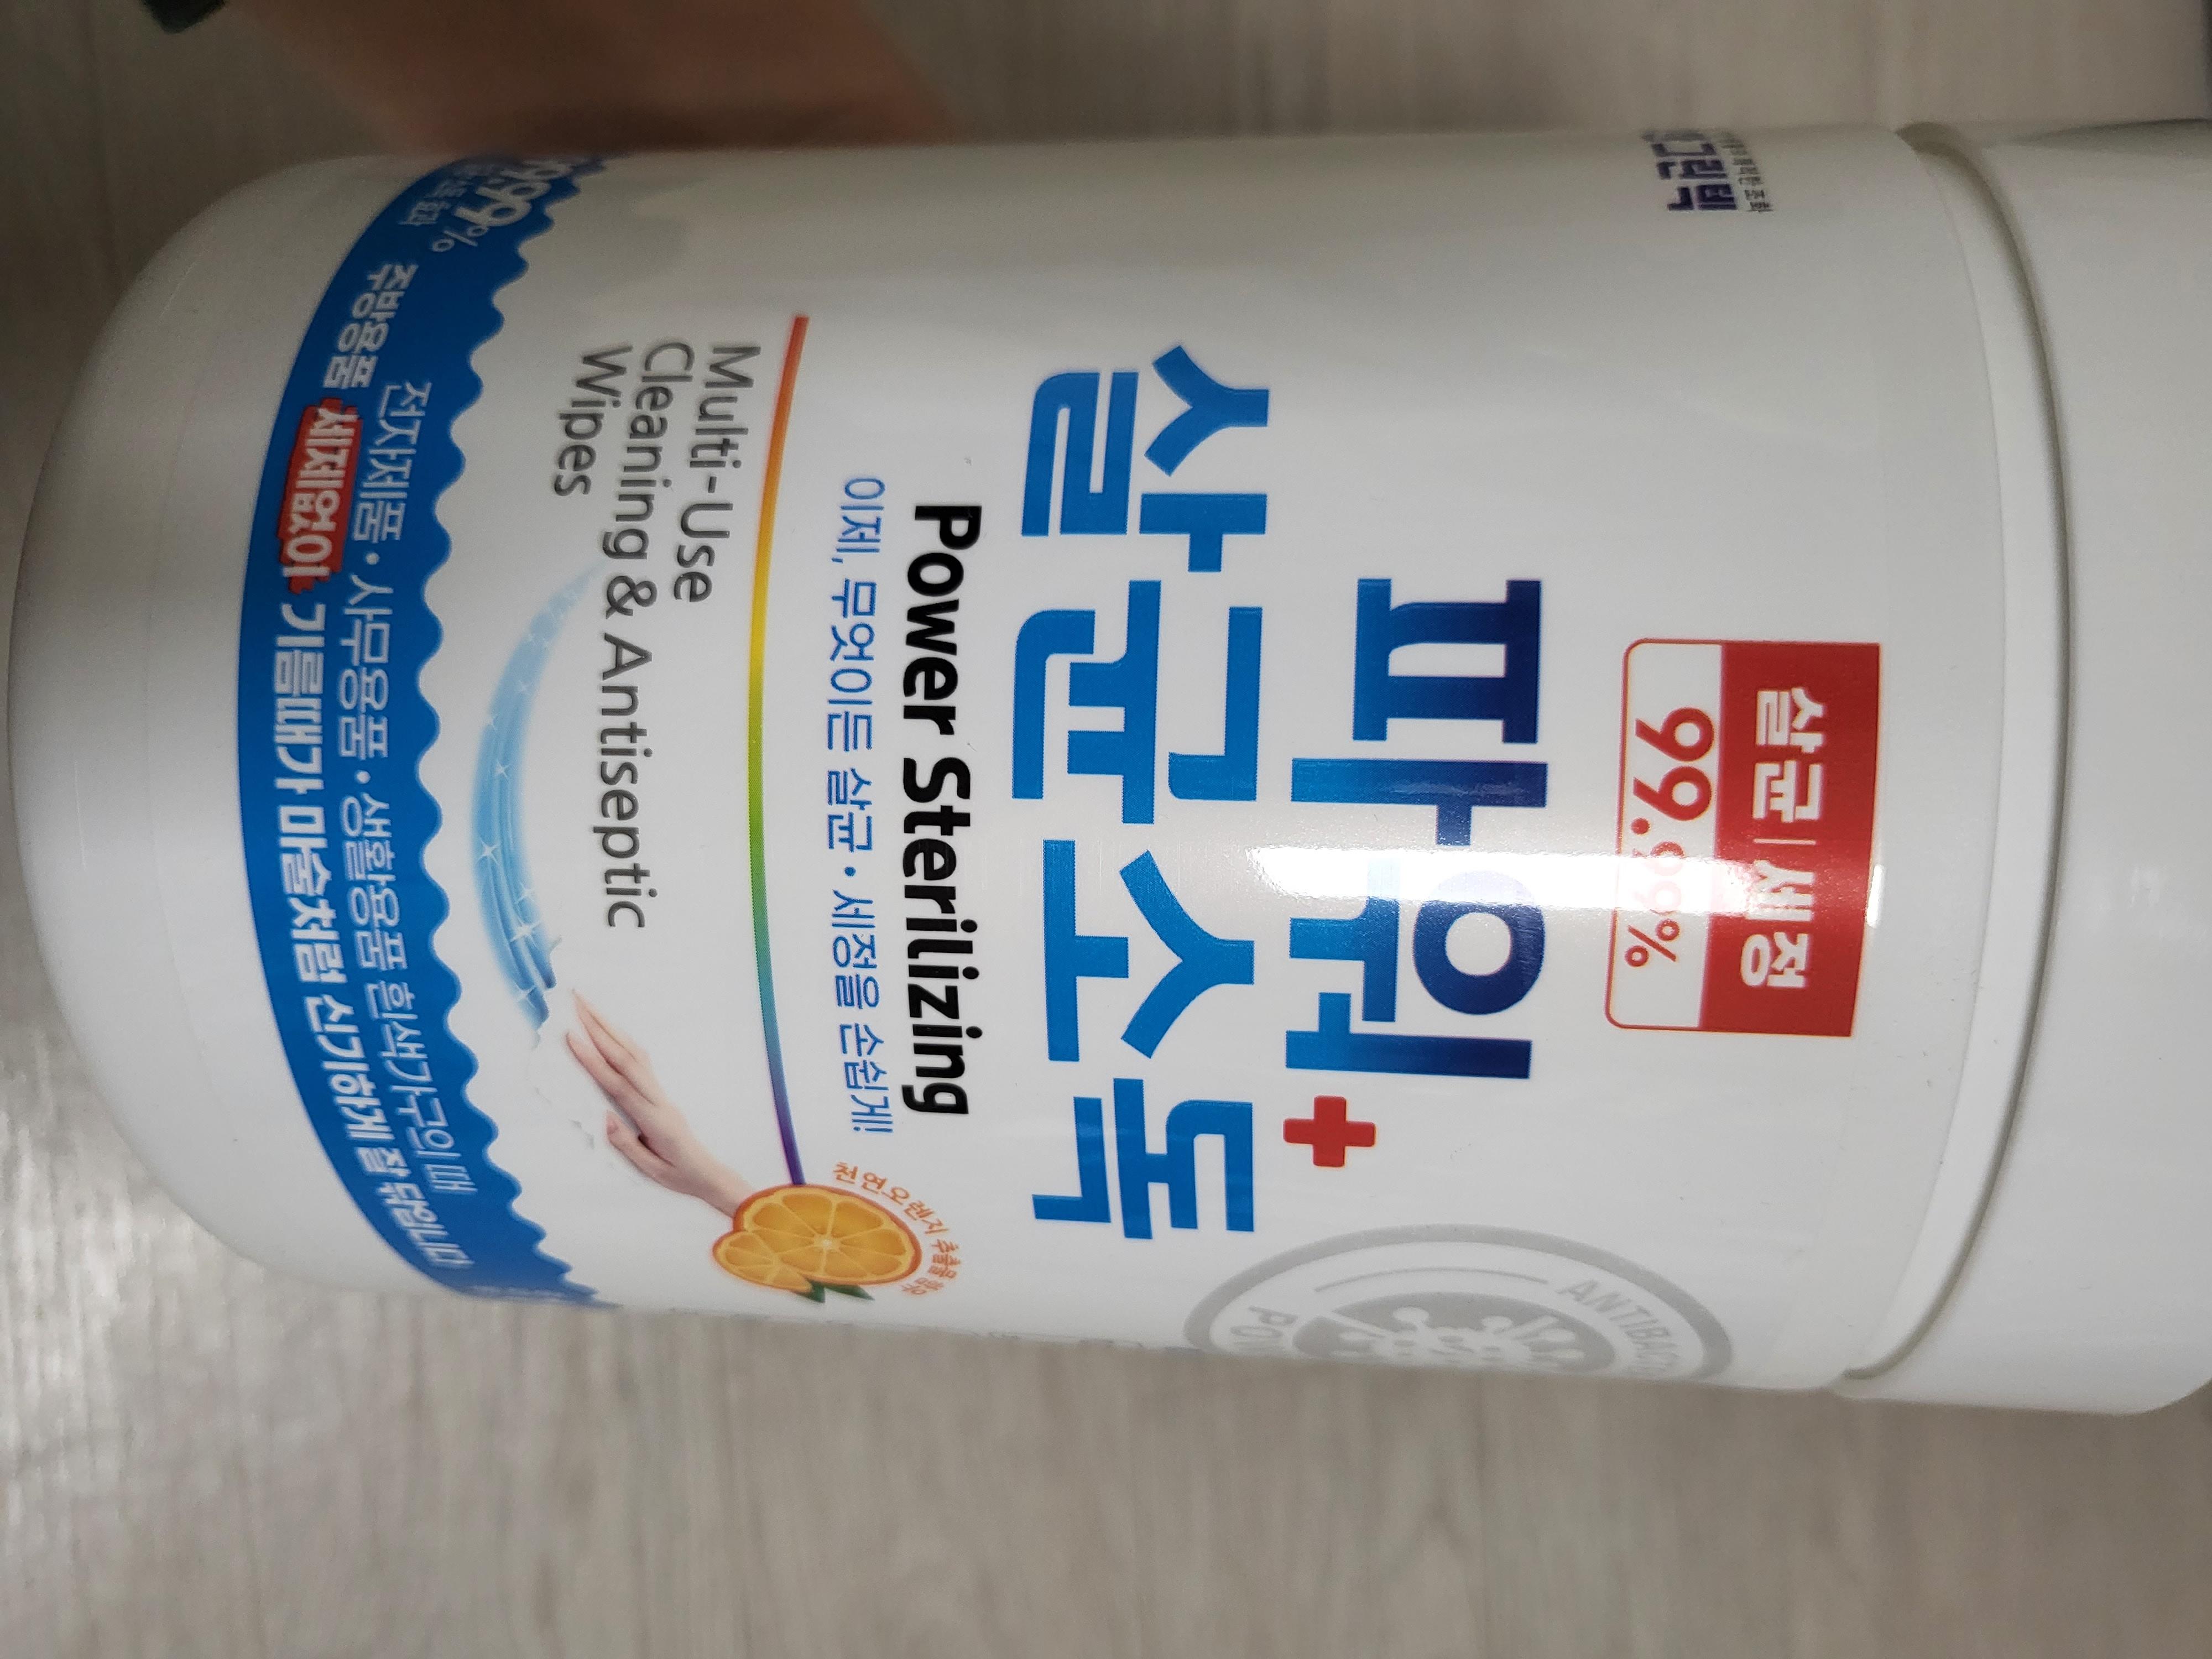 살균 | 세정
99.99%
파워+
살균소독
Power Sterilizing
이제, 무엇이든 살균 · 세정을 손쉽게!
천연오렌지 추출물 함유
Multi-Use
Cleaning & Antiseptic
Wipes
전자제품 · 사무용품 · 생활용품 흰색가구의 때
주방용품 세제없이 기름때가 마술처럼 신기하게 잘 닦입니다